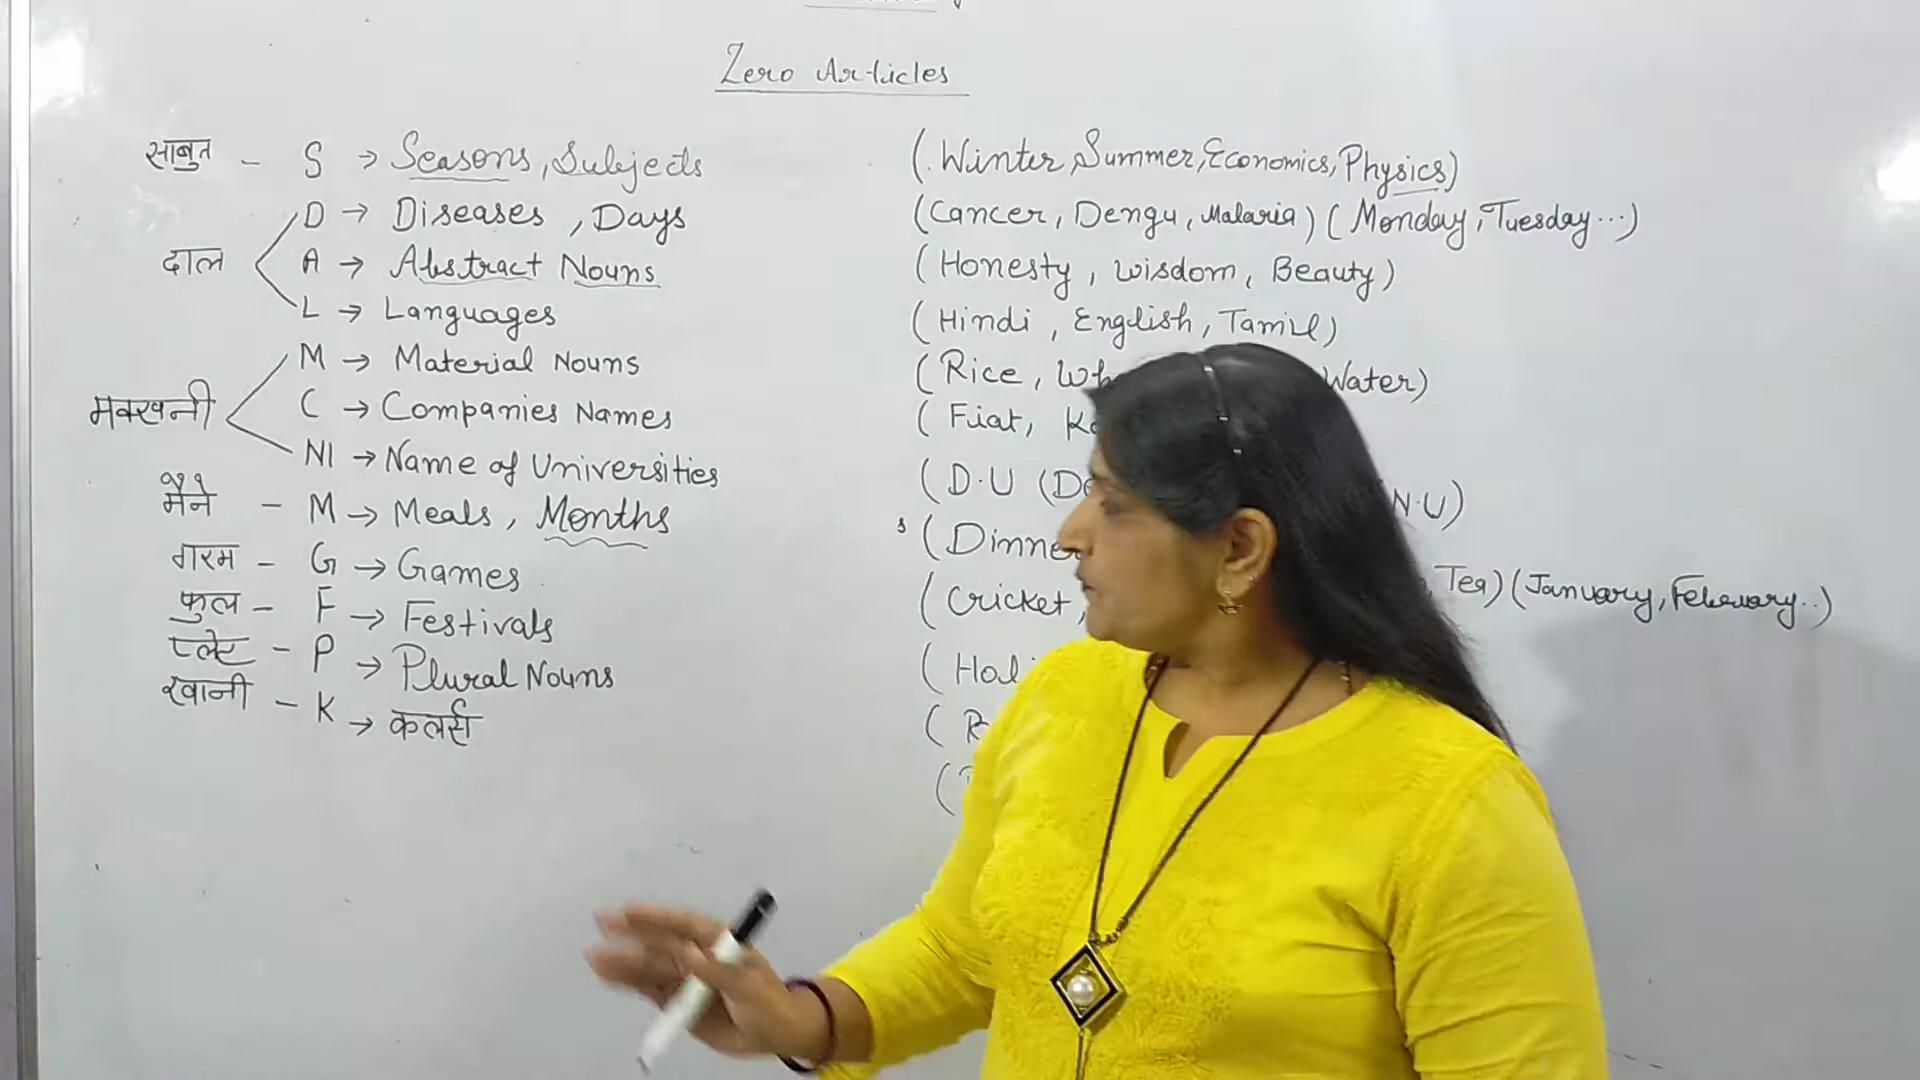 Zero Articles
साबुत - S → Seasons, Subjects (Winter, Summer, Economics, Physics)
दाल D → Diseases, Days (Cancer, Dengu, Malaria) (Monday, Tuesday...)
A → Abstract Nouns (Honesty, Wisdom, Beauty)
L → Languages (Hindi, English, Tamil)
मक्खनी M → Material Nouns (Rice, Water)
C → Companies Names (Fiat,
NI → Name of Universities (D.U N.U)
मैंने - M → Meals, Months Tea) (January, February..)
गरम - G → Games (Cricket,
फुल - F → Festivals
प्लेट - P → Plural Nouns
खानी - K → कलर्स